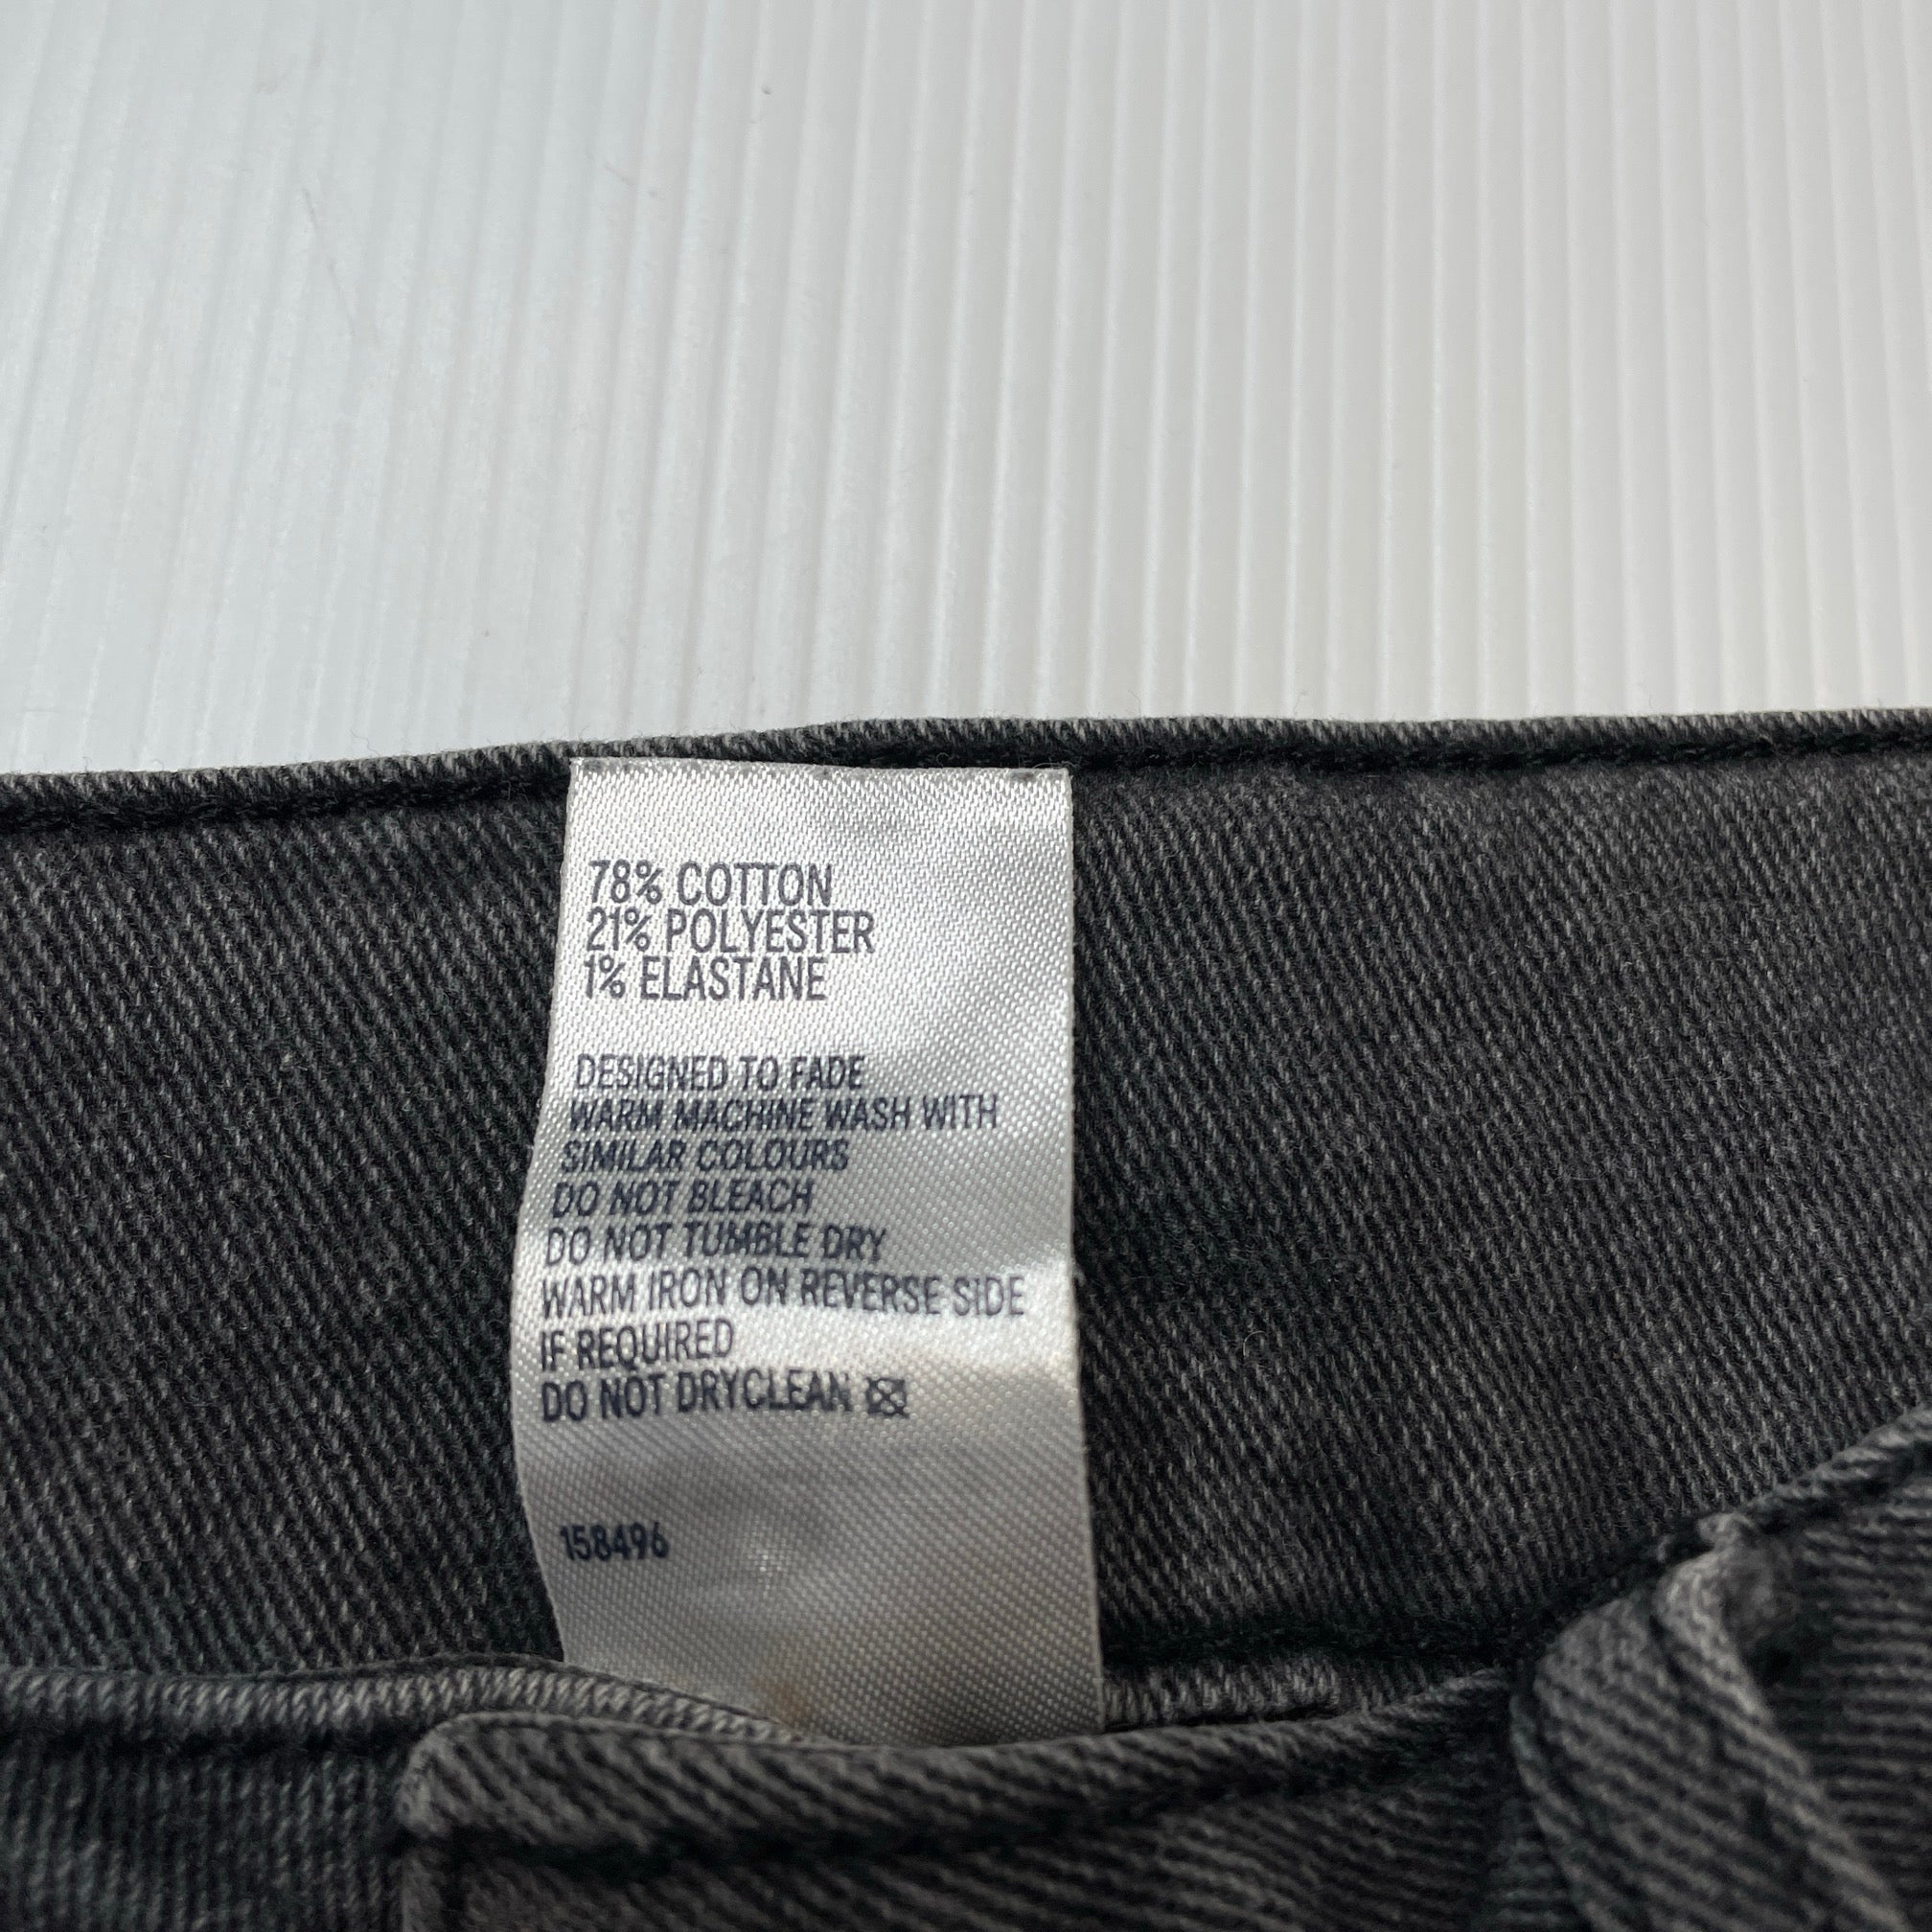 78% COTTON
21% POLYESTER
1% ELASTANE
DESIGNED TO FADE
WARM MACHINE WASH WITH
SIMILAR COLOURS
DO NOT BLEACH
DO NOT TUMBLE DRY
WARM IRON ON REVERSE SIDE
IF REQUIRED
DO NOT DRYCLEAN
158496